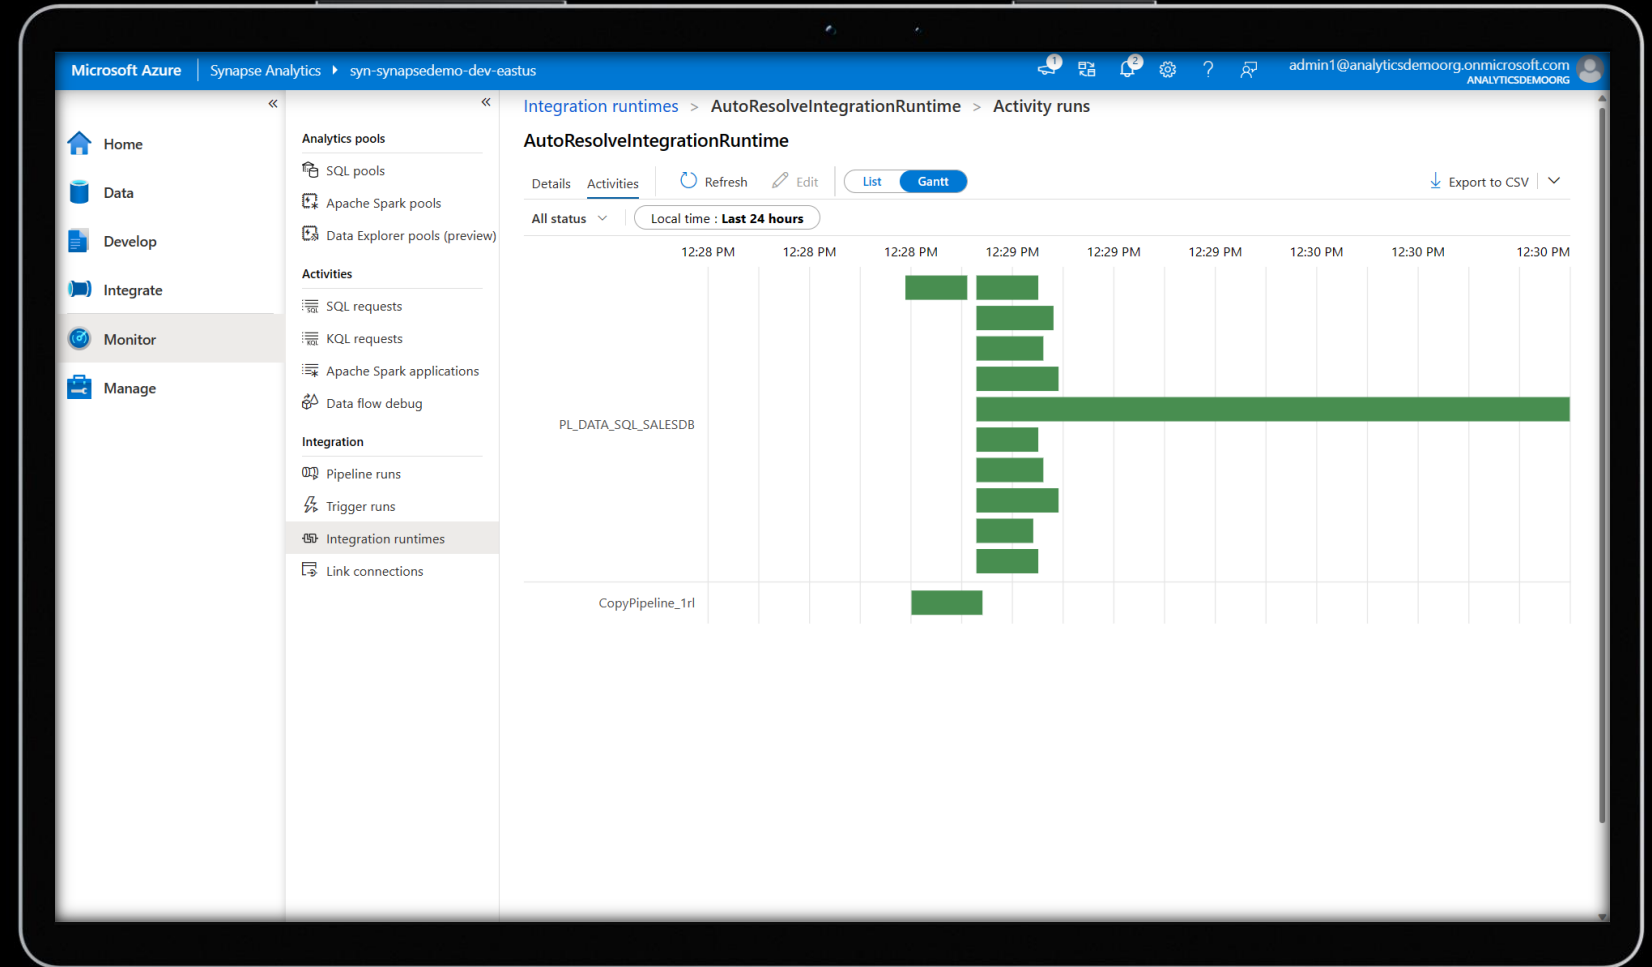 Microsoft Azure
Synapse Analytics
syn-synapsedemo-dev-eastus
1
2
admin1@analyticsdemoorg.onmicrosoft.com
ANALYTICSDEMOORG
Home
Data
Develop
Integrate
Monitor
Manage
Analytics pools
SQL pools
Apache Spark pools
Data Explorer pools (preview)
Activities
SQL requests
KQL requests
Apache Spark applications
Data flow debug
Integration
Pipeline runs
Trigger runs
Integration runtimes
Link connections
Integration runtimes > AutoResolveIntegrationRuntime > Activity runs
AutoResolveIntegrationRuntime
Details Activities Refresh Edit List Gantt Export to CSV
All status Local time : Last 24 hours
12:28 PM 12:28 PM 12:28 PM 12:29 PM 12:29 PM 12:29 PM 12:30 PM 12:30 PM 12:30 PM
PL_DATA_SQL_SALESDB
CopyPipeline_1rl